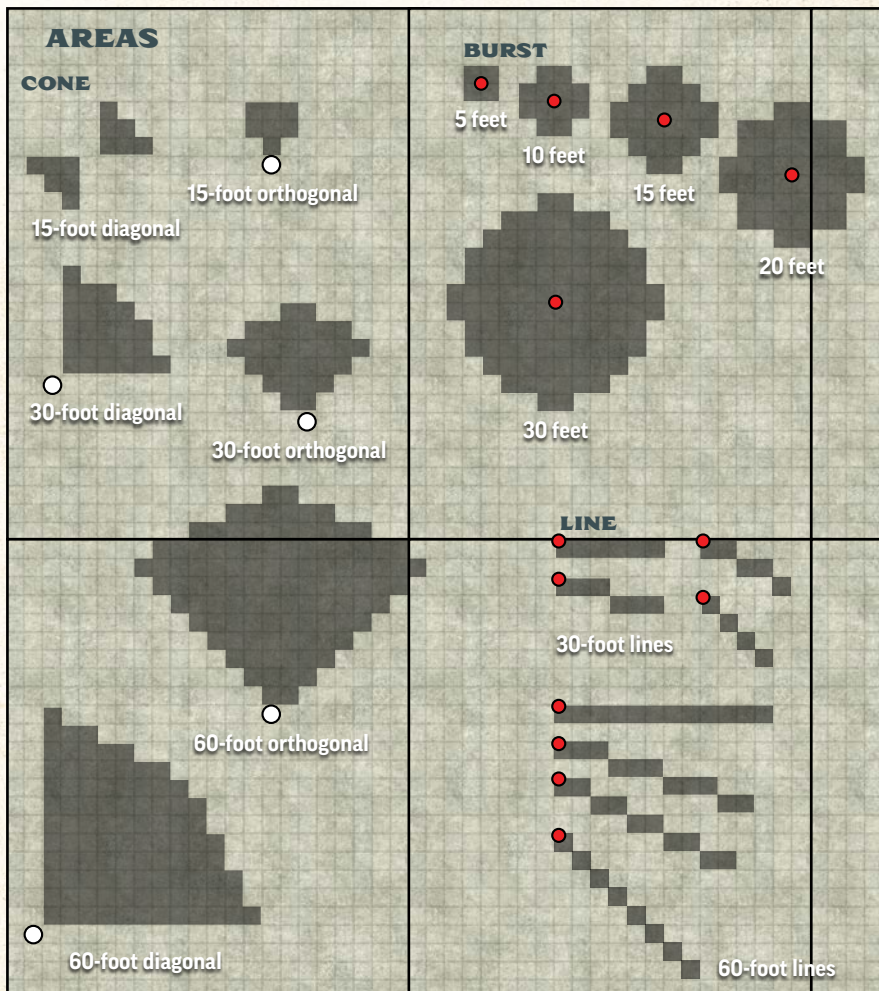 AREAS
CONE
15-foot diagonal
15-foot orthogonal
30-foot diagonal
30-foot orthogonal
60-foot orthogonal
60-foot diagonal
BURST
5 feet
10 feet
15 feet
20 feet
30 feet
LINE
30-foot lines
60-foot lines